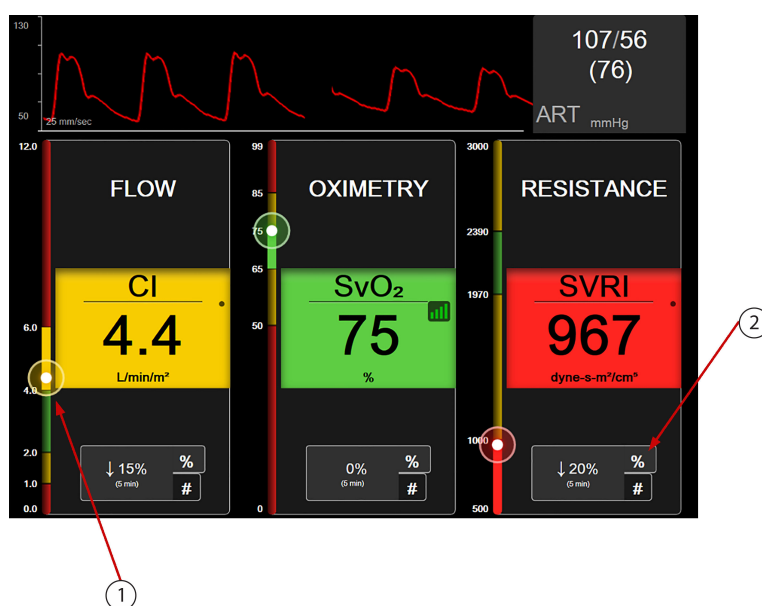 130
50
25 mm/sec
107/56
(76)
ART
mmHg
12.0
6.0
4.0
2.0
1.0
0.0
FLOW
CI
4.4
L/min/m²
↓15%
(5 min)
%
#
99
85
75
65
50
0
OXIMETRY
SvO₂
75
%
0%
(5 min)
%
#
3000
2390
1970
1000
500
RESISTANCE
SVRI
967
dyne-s-m²/cm⁵
↓20%
(5 min)
%
#
1
2